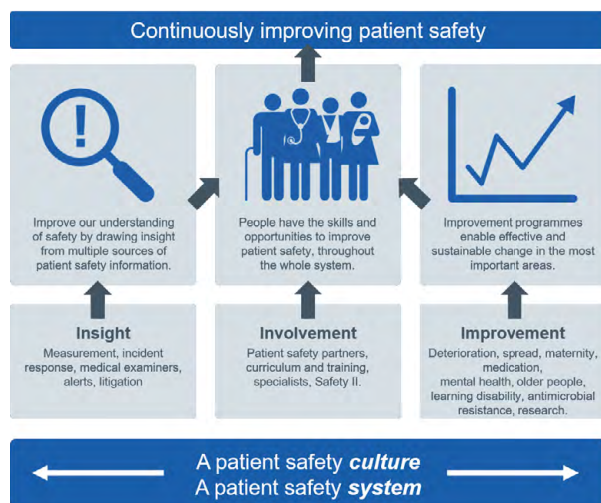 Continuously improving patient safety
!
Improve our understanding
of safety by drawing insight
from multiple sources of
patient safety information.
People have the skills and
opportunities to improve
patient safety, throughout
the whole system.
Improvement programmes
enable effective and
sustainable change in the most
important areas.
Insight
Measurement, incident
response, medical examiners,
alerts, litigation
Involvement
Patient safety partners,
curriculum and training,
specialists, Safety II.
Improvement
Deterioration, spread, maternity,
medication,
mental health, older people,
learning disability, antimicrobial
resistance, research.
A patient safety culture
A patient safety system